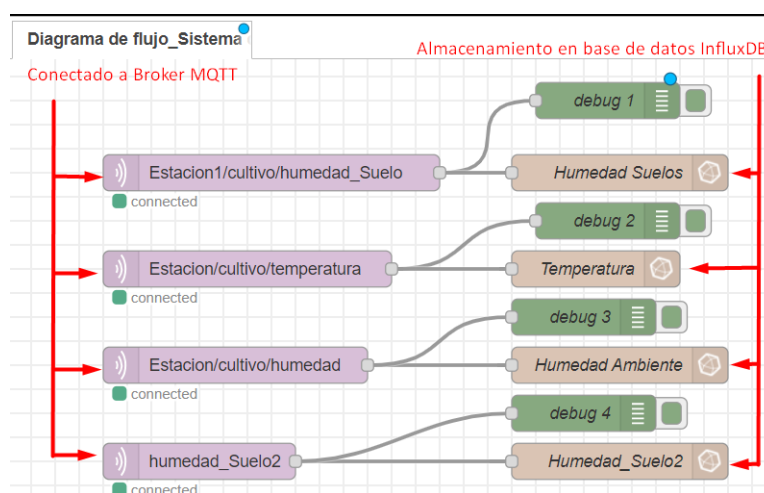 Diagrama de flujo_Sistema
Almacenamiento en base de datos InfluxDB
Conectado a Broker MQTT
debug 1
Estacion1/cultivo/humedad_Suelo
Humedad Suelos
connected
debug 2
Estacion/cultivo/temperatura
Temperatura
connected
debug 3
Estacion/cultivo/humedad
Humedad Ambiente
connected
debug 4
humedad_Suelo2
Humedad_Suelo2
connected